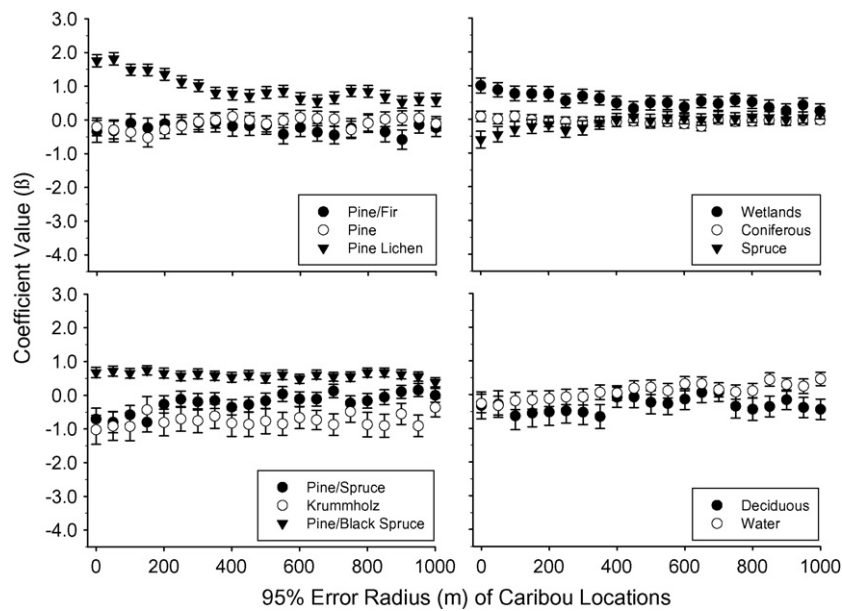 3.0
2.0
1.0
0.0
-1.0
-2.0
-3.0
-4.0
Pine/Fir
Pine
Pine Lichen
Wetlands
Coniferous
Spruce
Coefficient Value (ß)
3.0
2.0
1.0
0.0
-1.0
-2.0
-3.0
-4.0
Pine/Spruce
Krummholz
Pine/Black Spruce
Deciduous
Water
0 200 400 600 800 1000
0 200 400 600 800 1000
95% Error Radius (m) of Caribou Locations